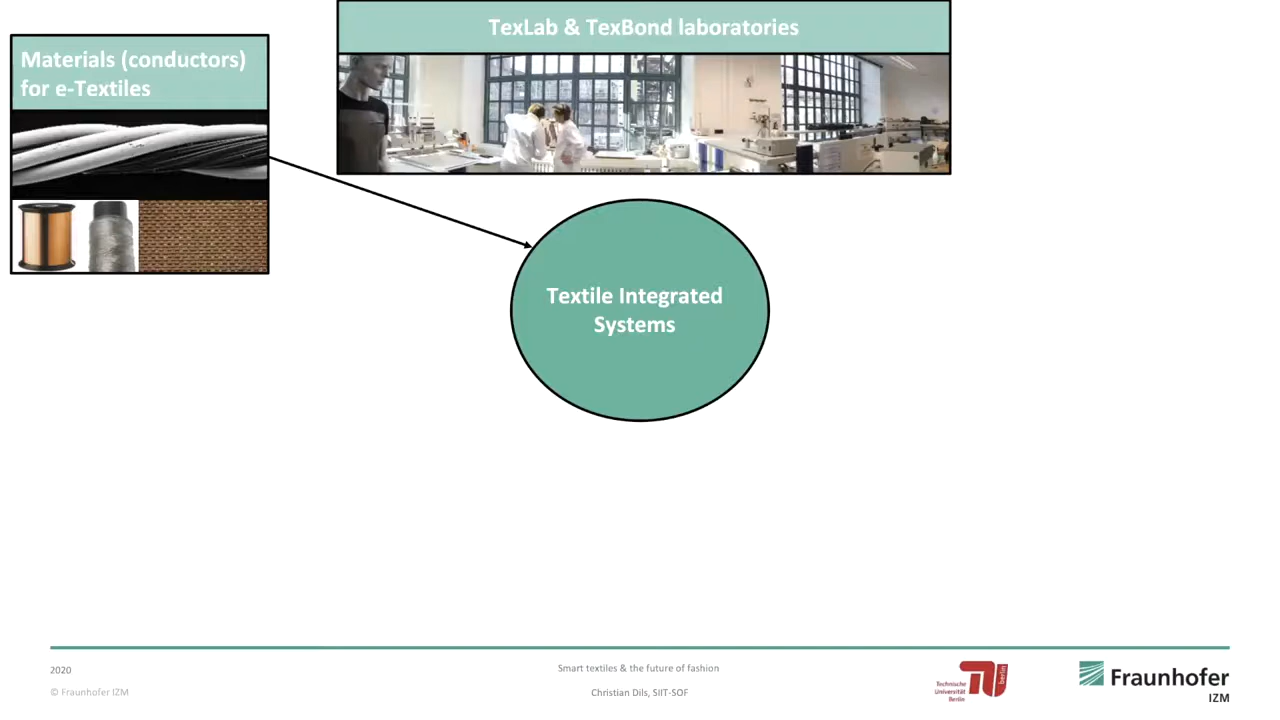 TexLab & TexBond laboratories
Materials (conductors)
for e-Textiles
Textile Integrated
Systems
2020
© Fraunhofer IZM
Smart textiles & the future of fashion
Christian Dils, SIIT-SOF
Technische
Universität
Berlin
berlin
Fraunhofer
IZM